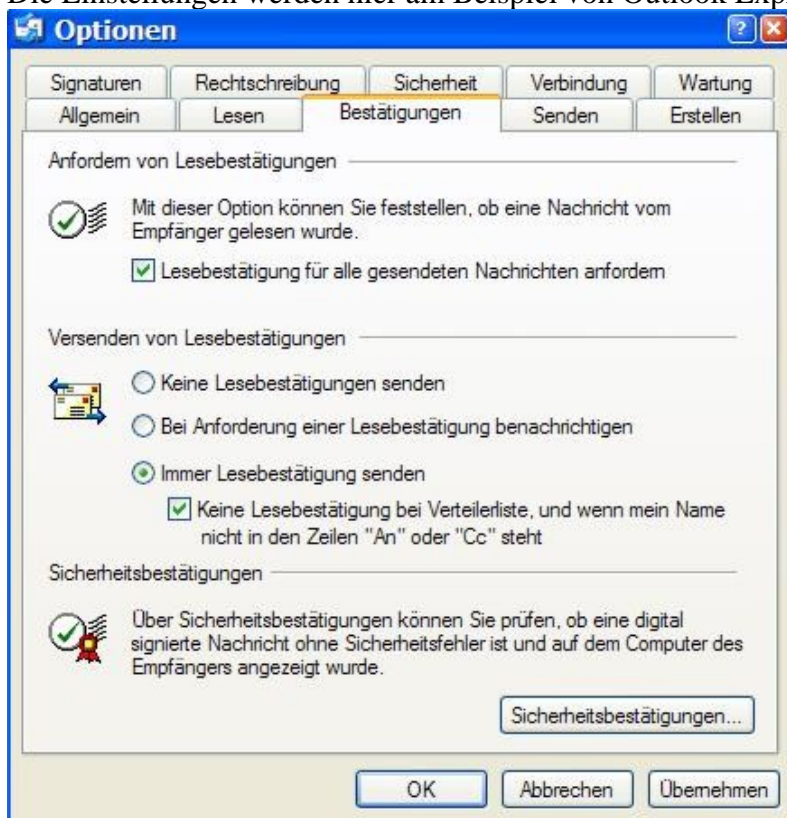 Die Einstellungen werden hier am Beispiel von Outlook Exp
Optionen
Signaturen Rechtschreibung Sicherheit Verbindung Wartung
Allgemein Lesen Bestätigungen Senden Erstellen
Anfordern von Lesebestätigungen
Mit dieser Option können Sie feststellen, ob eine Nachricht vom
Empfänger gelesen wurde.
Lesebestätigung für alle gesendeten Nachrichten anfordern
Versenden von Lesebestätigungen
Keine Lesebestätigungen senden
Bei Anforderung einer Lesebestätigung benachrichtigen
Immer Lesebestätigung senden
Keine Lesebestätigung bei Verteilerliste, und wenn mein Name
nicht in den Zeilen "An" oder "Cc" steht
Sicherheitsbestätigungen
Über Sicherheitsbestätigungen können Sie prüfen, ob eine digital
signierte Nachricht ohne Sicherheitsfehler ist und auf dem Computer des
Empfängers angezeigt wurde.
Sicherheitsbestätigungen...
OK Abbrechen Übernehmen